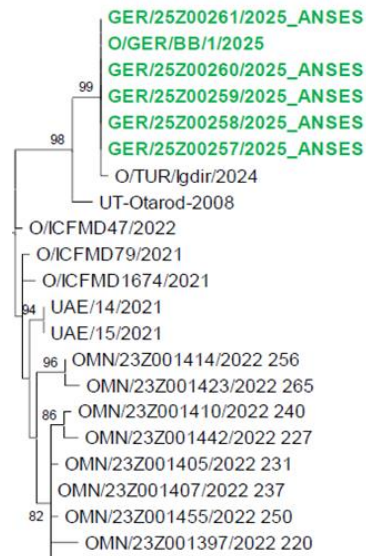 GER/25Z00261/2025_ANSES
O/GER/BB/1/2025
99
GER/25Z00260/2025_ANSES
GER/25Z00259/2025_ANSES
GER/25Z00258/2025_ANSES
98
GER/25Z00257/2025_ANSES
O/TUR/Igdir/2024
UT-Otarod-2008
O/ICFMD47/2022
O/ICFMD79/2021
O/ICFMD1674/2021
94
UAE/14/2021
UAE/15/2021
96
OMN/23Z001414/2022 256
OMN/23Z001423/2022 265
86
OMN/23Z001410/2022 240
OMN/23Z001442/2022 227
OMN/23Z001405/2022 231
OMN/23Z001407/2022 237
82
OMN/23Z001455/2022 250
OMN/23Z001397/2022 220